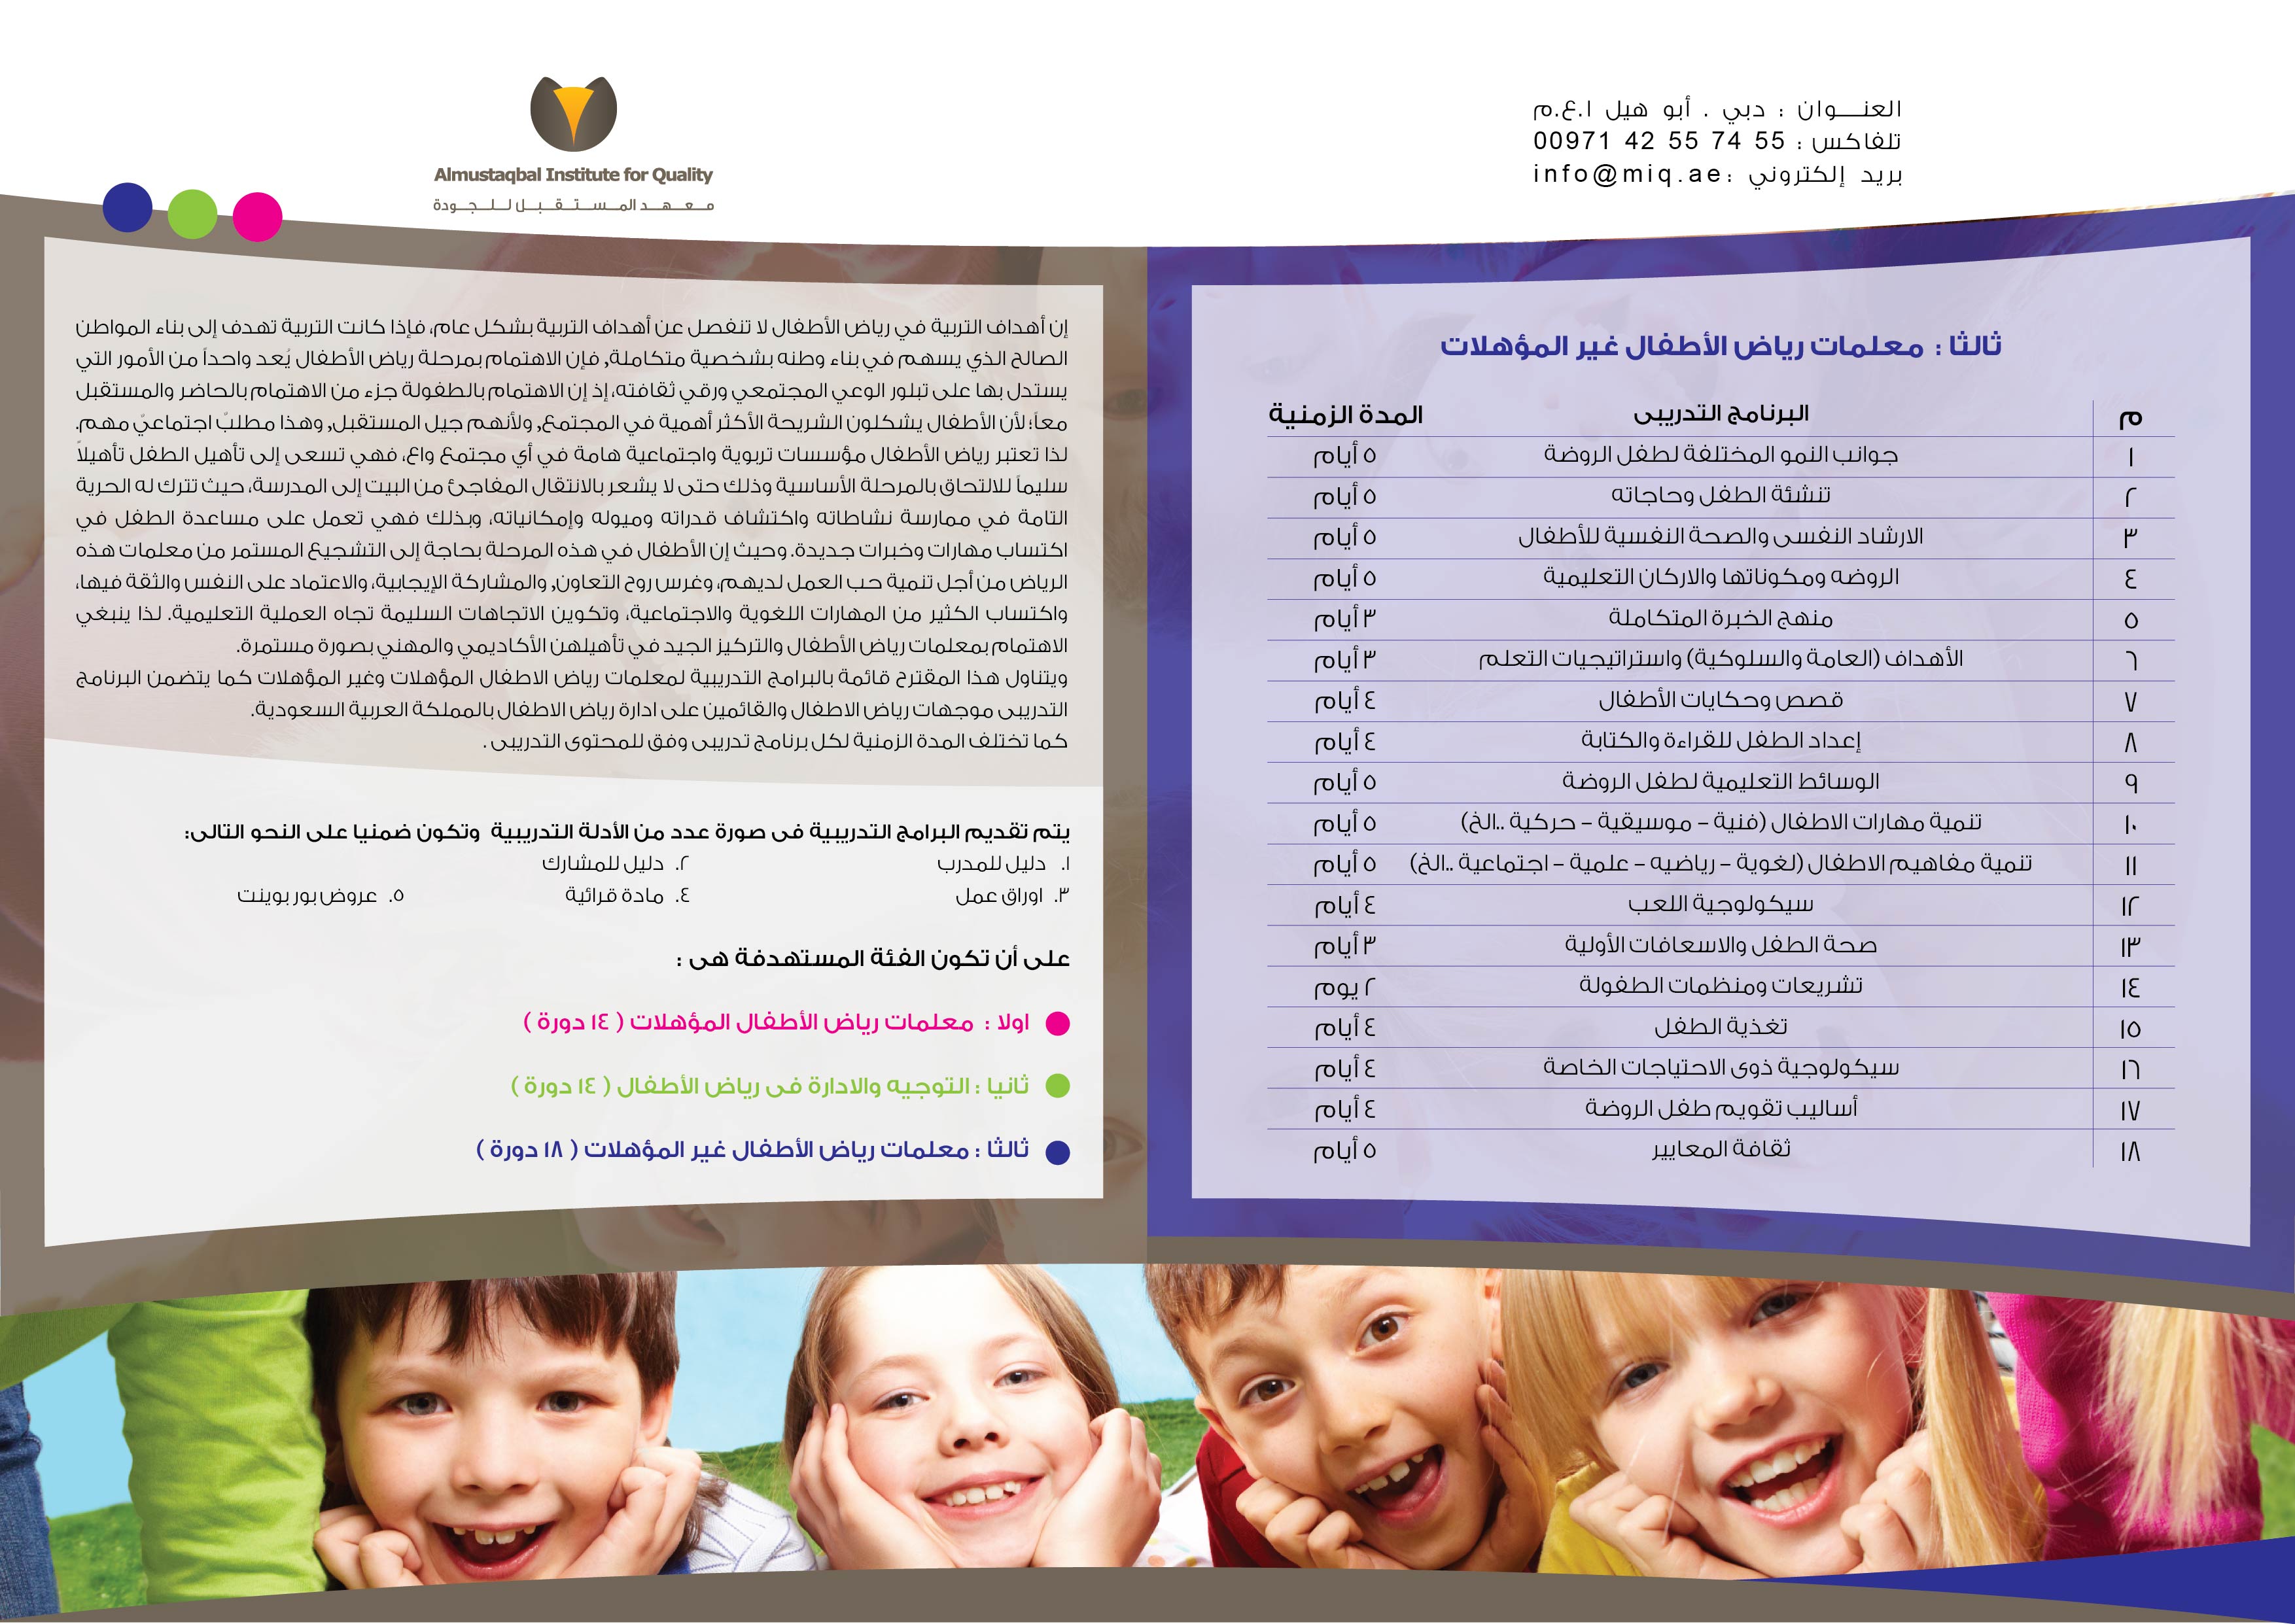 العنـــوان : دبي . أبو هيل ا.ع.م
تلفاكس : 00971 42 55 74 55
بريد إلكتروني : info@miq.ae
ثالثا : معلمات رياض الأطفال غير المؤهلات
م البرنامج التدريبى المدة الزمنية
١ جوانب النمو المختلفة لطفل الروضة ٥ أيام
٢ تنشئة الطفل وحاجاته ٥ أيام
٣ الارشاد النفسى والصحة النفسية للأطفال ٥ أيام
٤ الروضه ومكوناتها والاركان التعليمية ٥ أيام
٥ منهج الخبرة المتكاملة ٣ أيام
٦ الأهداف (العامة والسلوكية) واستراتيجيات التعلم ٣ أيام
٧ قصص وحكايات الأطفال ٤ أيام
٨ إعداد الطفل للقراءة والكتابة ٤ أيام
٩ الوسائط التعليمية لطفل الروضة ٥ أيام
١٠ تنمية مهارات الاطفال (فنية – موسيقية – حركية ..الخ) ٥ أيام
١١ تنمية مفاهيم الاطفال (لغوية – رياضيه – علمية – اجتماعية ..الخ) ٥ أيام
١٢ سيكولوجية اللعب ٤ أيام
١٣ صحة الطفل والاسعافات الأولية ٣ أيام
١٤ تشريعات ومنظمات الطفولة ٢ يوم
١٥ تغذية الطفل ٤ أيام
١٦ سيكولوجية ذوى الاحتياجات الخاصة ٤ أيام
١٧ أساليب تقويم طفل الروضة ٤ أيام
١٨ ثقافة المعايير ٥ أيام
Almustaqbal Institute for Quality
معهد المستقبل للجودة
إن أهداف التربية في رياض الأطفال لا تنفصل عن أهداف التربية بشكل عام، فإذا كانت التربية تهدف إلى بناء المواطن
الصالح الذي يسهم في بناء وطنه بشخصية متكاملة, فإن الاهتمام بمرحلة رياض الأطفال يُعد واحداً من الأمور التي
يستدل بها على تبلور الوعي المجتمعي ورقي ثقافته، إذ إن الاهتمام بالطفولة جزء من الاهتمام بالحاضر والمستقبل
معاً؛ لأن الأطفال يشكلون الشريحة الأكثر أهمية في المجتمع, ولأنهم جيل المستقبل, وهذا مطلبٌ اجتماعيٌ مهم.
لذا تعتبر رياض الأطفال مؤسسات تربوية واجتماعية هامة في أي مجتمع واع، فهي تسعى إلى تأهيل الطفل تأهيلاً
سليماً للالتحاق بالمرحلة الأساسية وذلك حتى لا يشعر بالانتقال المفاجئ من البيت إلى المدرسة، حيث تترك له الحرية
التامة في ممارسة نشاطاته واكتشاف قدراته وميوله وإمكانياته، وبذلك فهي تعمل على مساعدة الطفل في
اكتساب مهارات وخبرات جديدة. وحيث إن الأطفال في هذه المرحلة بحاجة إلى التشجيع المستمر من معلمات هذه
الرياض من أجل تنمية حب العمل لديهم، وغرس روح التعاون, والمشاركة الإيجابية، والاعتماد على النفس والثقة فيها،
واكتساب الكثير من المهارات اللغوية والاجتماعية، وتكوين الاتجاهات السليمة تجاه العملية التعليمية. لذا ينبغي
الاهتمام بمعلمات رياض الأطفال والتركيز الجيد في تأهيلهن الأكاديمي والمهني بصورة مستمرة.
ويتناول هذا المقترح قائمة بالبرامج التدريبية لمعلمات رياض الاطفال المؤهلات وغير المؤهلات كما يتضمن البرنامج
التدريبى موجهات رياض الاطفال والقائمين على ادارة رياض الاطفال بالمملكة العربية السعودية.
كما تختلف المدة الزمنية لكل برنامج تدريبى وفق للمحتوى التدريبى .
يتم تقديم البرامج التدريبية فى صورة عدد من الأدلة التدريبية وتكون ضمنيا على النحو التالى:
١. دليل للمدرب ٢. دليل للمشارك
٣. اوراق عمل ٤. مادة قرائية ٥. عروض بور بوينت
على أن تكون الفئة المستهدفة هى :
اولا : معلمات رياض الأطفال المؤهلات ( ١٤ دورة )
ثانيا : التوجيه والادارة فى رياض الأطفال ( ١٤ دورة )
ثالثا : معلمات رياض الأطفال غير المؤهلات ( ١٨ دورة )